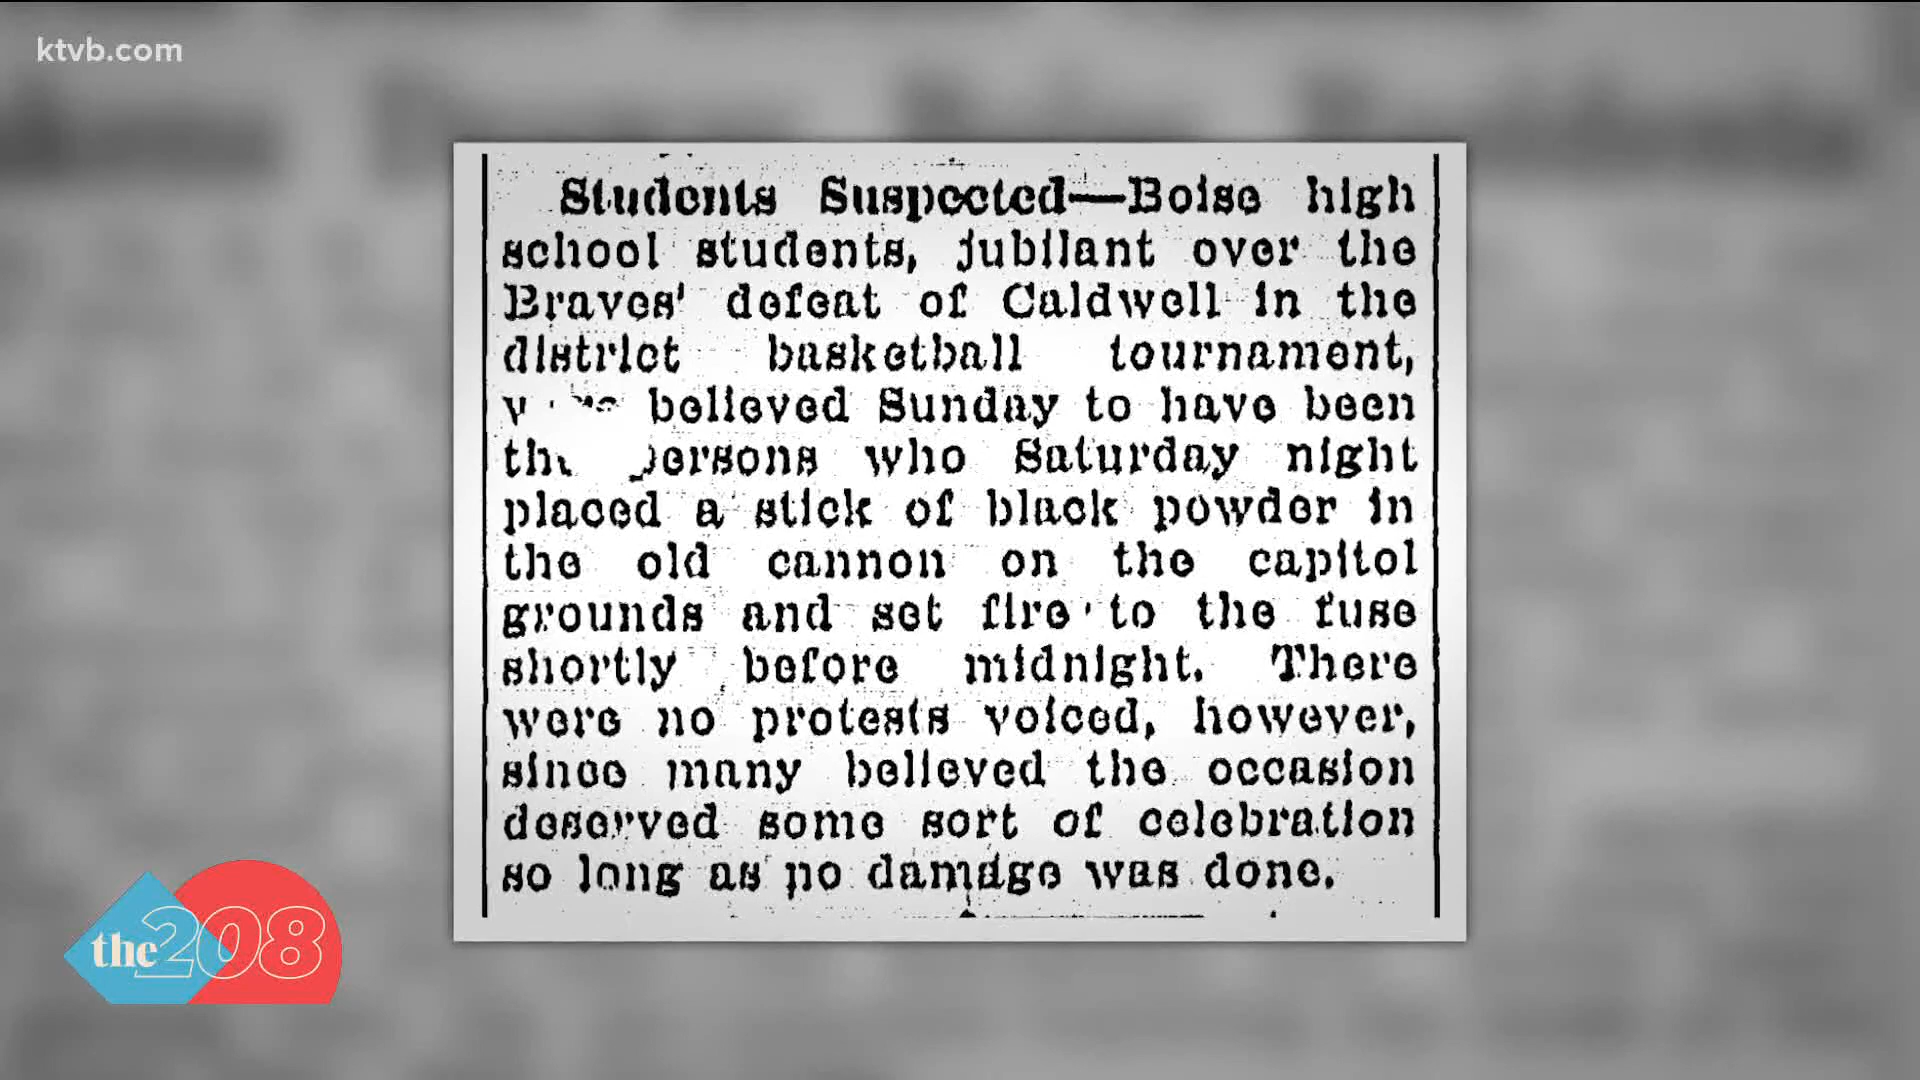 ktvb.com
Students Suspected—Boise high
school students, jubilant over the
Braves' defeat of Caldwell in the
district basketball tournament,
believed Sunday to have been
the persons who Saturday night
placed a stick of black powder in
the old cannon on the capitol
grounds and set fire to the fuse
shortly before midnight. There
were no protests voiced, however,
since many believed the occasion
deserved some sort of celebration
so long as no damage was done.
the 208